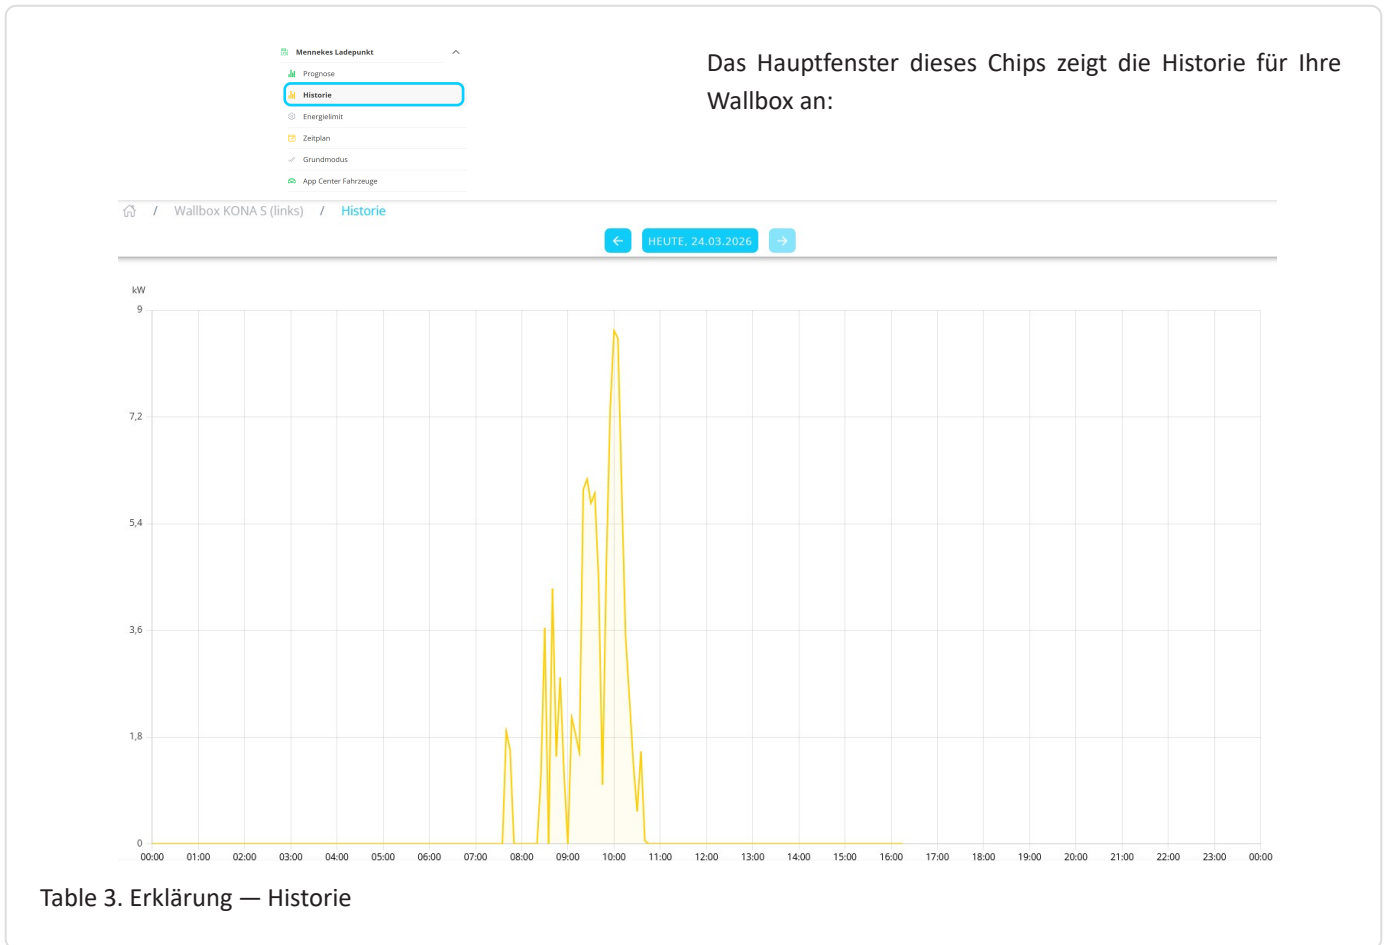 Mennekes Ladepunkt
Prognose
Historie
Energielimit
Zeitplan
Grundmodus
App Center Fahrzeuge
Das Hauptfenster dieses Chips zeigt die Historie für Ihre
Wallbox an:
/ Wallbox KONA S (links) / Historie
← HEUTE, 24.03.2026 →
kW
9
7,2
5,4
3,6
1,8
0
00:00 01:00 02:00 03:00 04:00 05:00 06:00 07:00 08:00 09:00 10:00 11:00 12:00 13:00 14:00 15:00 16:00 17:00 18:00 19:00 20:00 21:00 22:00 23:00 00:00
Table 3. Erklärung — Historie